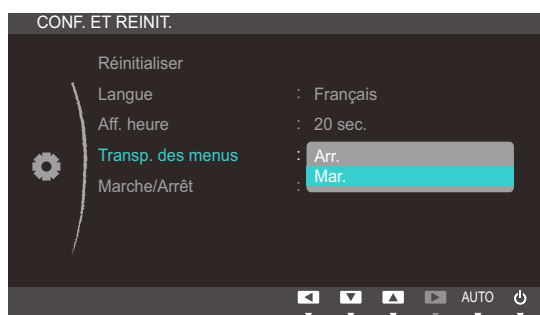 CONF. ET REINIT.
Réinitialiser
Langue : Français
Aff. heure : 20 sec.
Transp. des menus : Arr.
Mar.
Marche/Arrêt :
AUTO